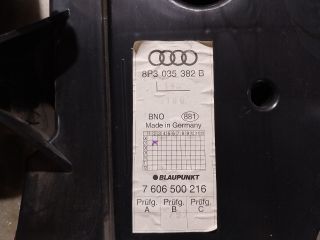 8P3 035 382 B
BNO 881
Made in Germany
BLAUPUNKT
7 606 500 216
Prüfg. Prüfg. Prüfg.
A B C